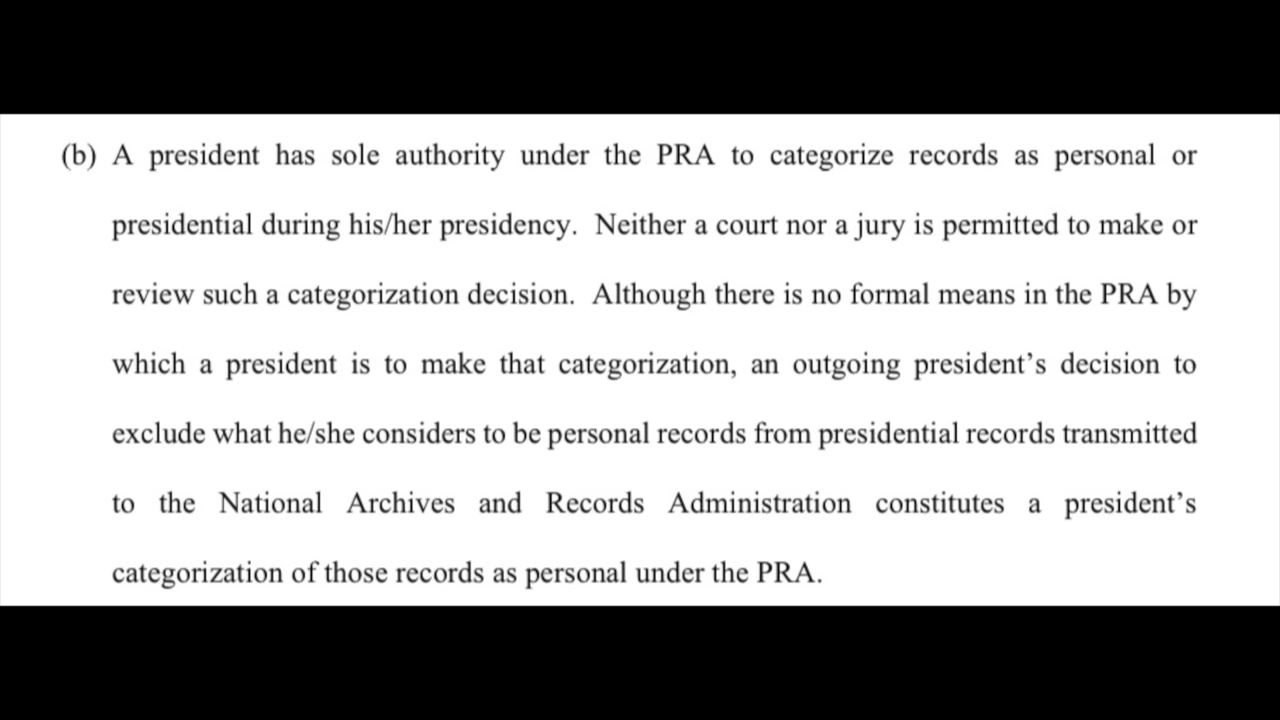 (b) A president has sole authority under the PRA to categorize records as personal or
presidential during his/her presidency. Neither a court nor a jury is permitted to make or
review such a categorization decision. Although there is no formal means in the PRA by
which a president is to make that categorization, an outgoing president’s decision to
exclude what he/she considers to be personal records from presidential records transmitted
to the National Archives and Records Administration constitutes a president’s
categorization of those records as personal under the PRA.